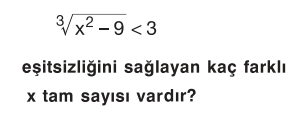 ∛(x² − 9) < 3
eşitsizliğini sağlayan kaç farklı
x tam sayısı vardır?